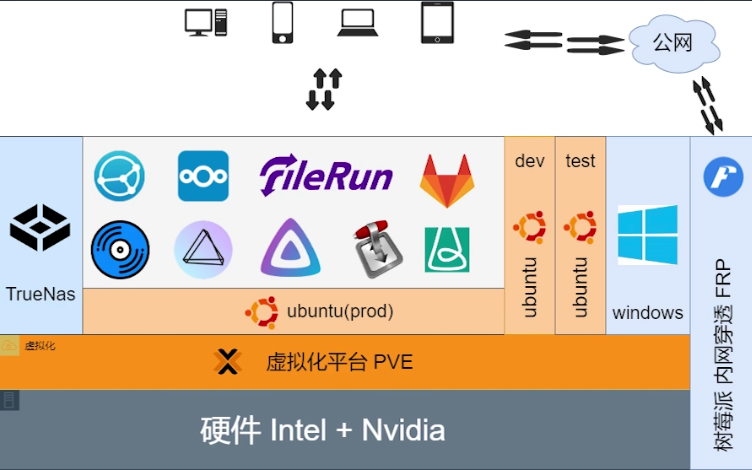 公网
dev
test
FileRun
TrueNas
ubuntu(prod)
ubuntu
ubuntu
windows
虚拟化
虚拟化平台 PVE
硬件 Intel + Nvidia
树莓派 内网穿透 FRP